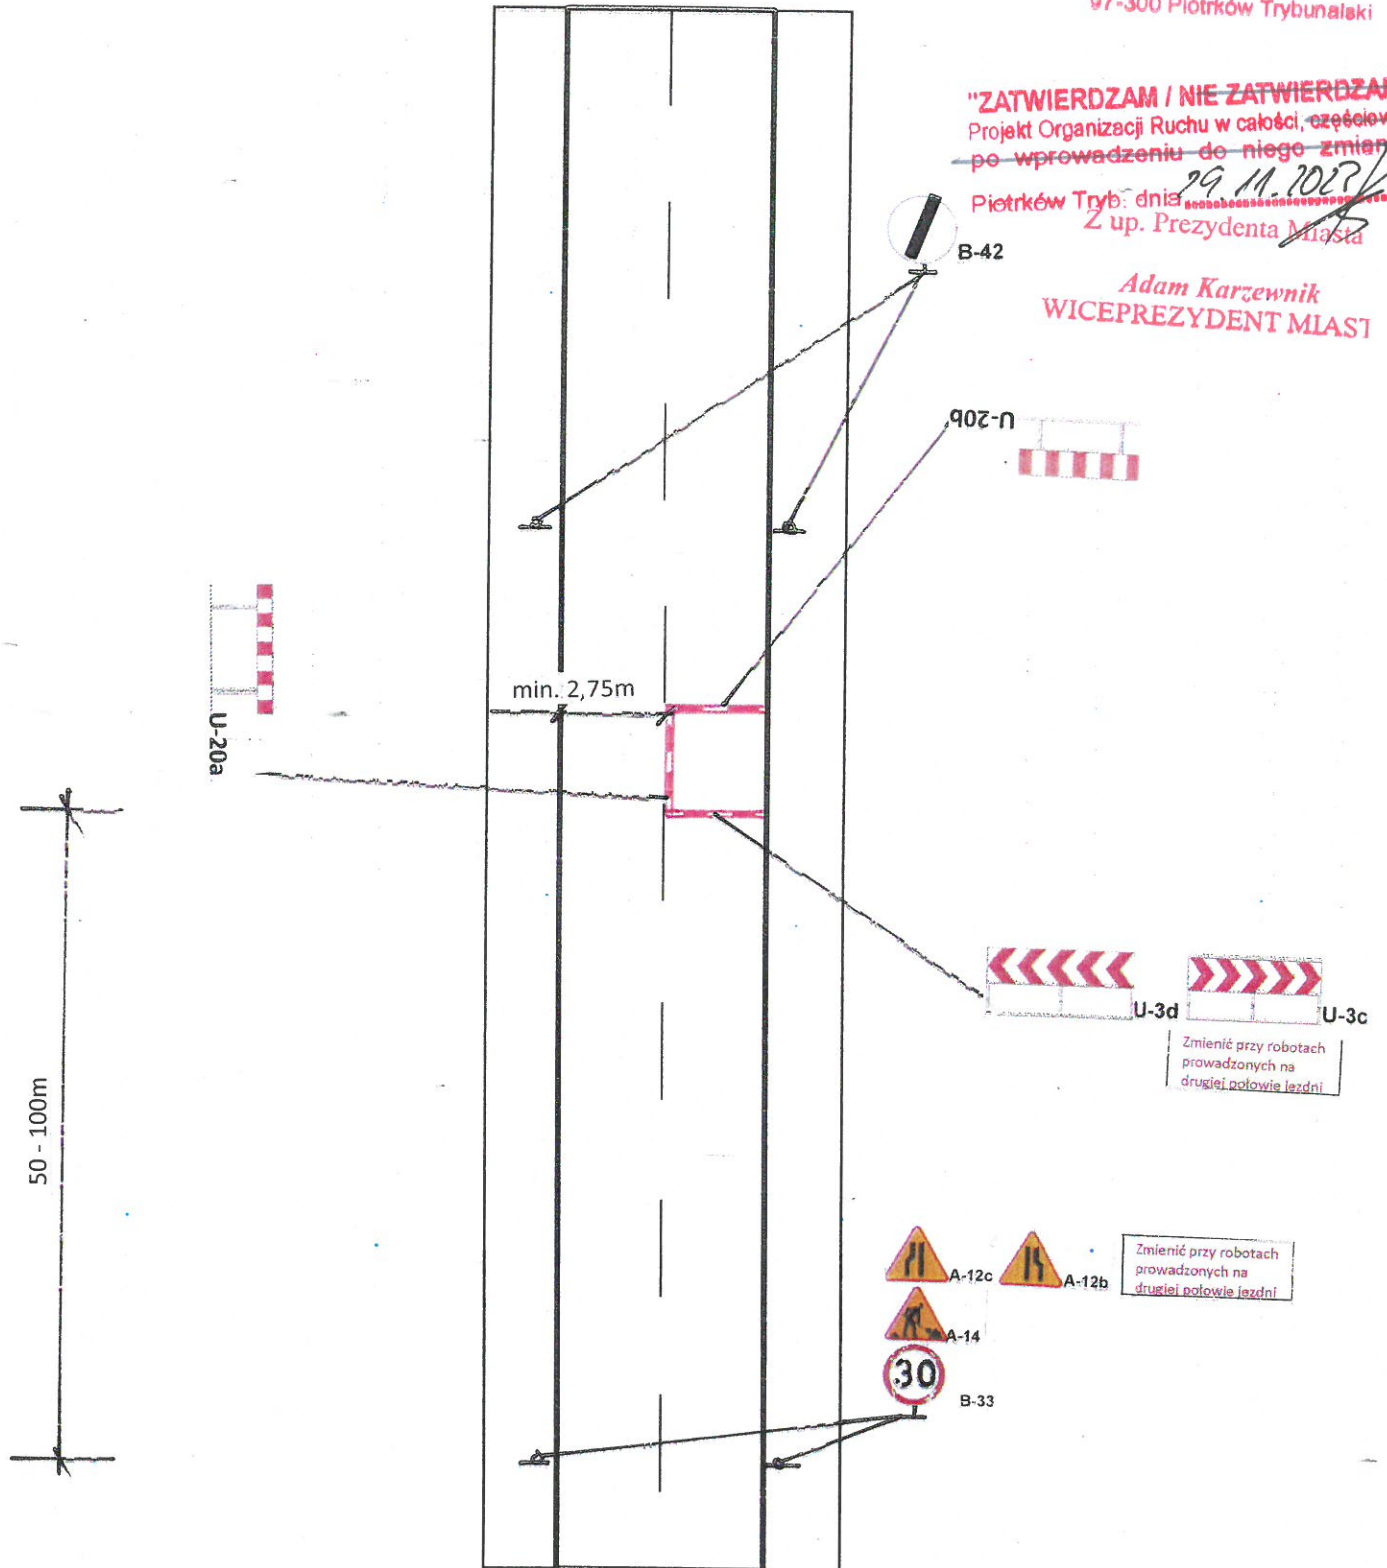 97-300 Piotrków Trybunalski
"ZATWIERDZAM / NIE ZATWIERDZAM
Projekt Organizacji Ruchu w całości, częściow
po wprowadzeniu do niego zmian
Piotrków Tryb. dnia 29.11.2023
Z up. Prezydenta Miasta
Adam Karzewnik
WICEPREZYDENT MIAST
B-42
U-20b
min. 2,75m
U-20a
U-3d
U-3c
Zmienić przy robotach
prowadzonych na
drugiej połowie jezdni
50 - 100m
A-12c
A-12b
Zmienić przy robotach
prowadzonych na
drugiej połowie jezdni
A-14
30
B-33